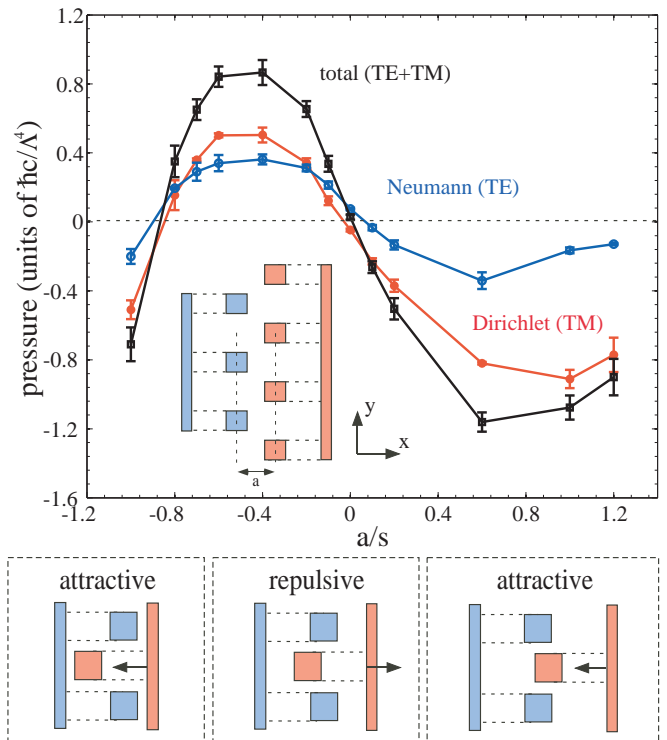 1.2
0.8
0.4
0
-0.4
-0.8
-1.2
-1.6
pressure (units of ħc/Λ⁴)
total (TE+TM)
Neumann (TE)
Dirichlet (TM)
y
x
a
-1.2 -0.8 -0.4 0 0.4 0.8 1.2
a/s
attractive
repulsive
attractive